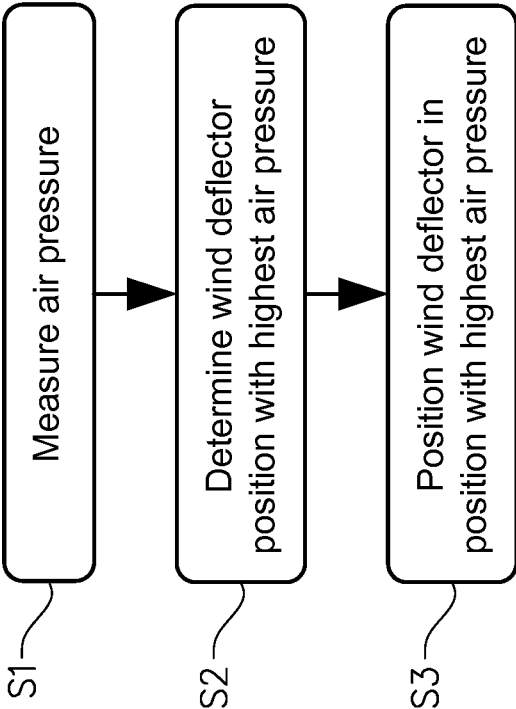 S1
Measure air pressure
S2
Determine wind deflector
position with highest air pressure
S3
Position wind deflector in
position with highest air pressure